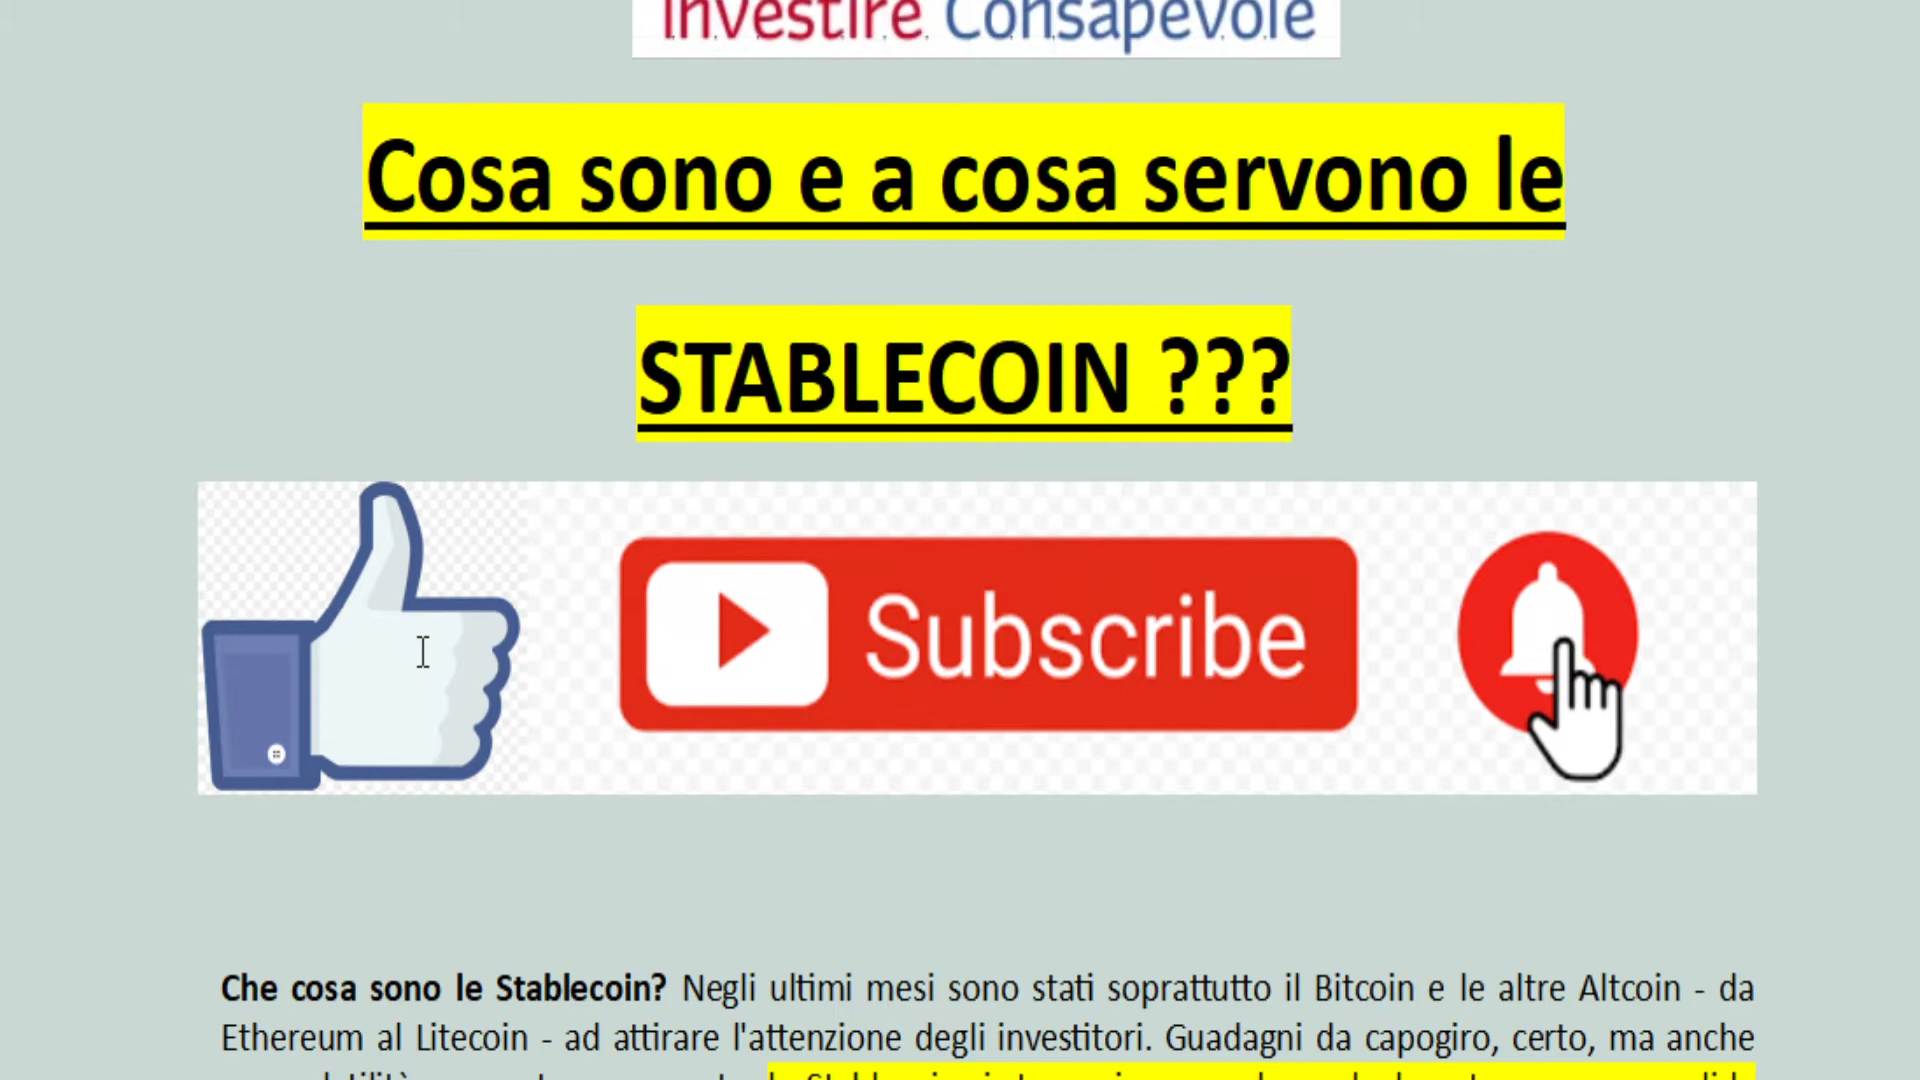 Investire Consapevole
Cosa sono e a cosa servono le
STABLECOIN ???
Subscribe
Che cosa sono le Stablecoin? Negli ultimi mesi sono stati soprattutto il Bitcoin e le altre Altcoin - da
Ethereum al Litecoin - ad attirare l'attenzione degli investitori. Guadagni da capogiro, certo, ma anche